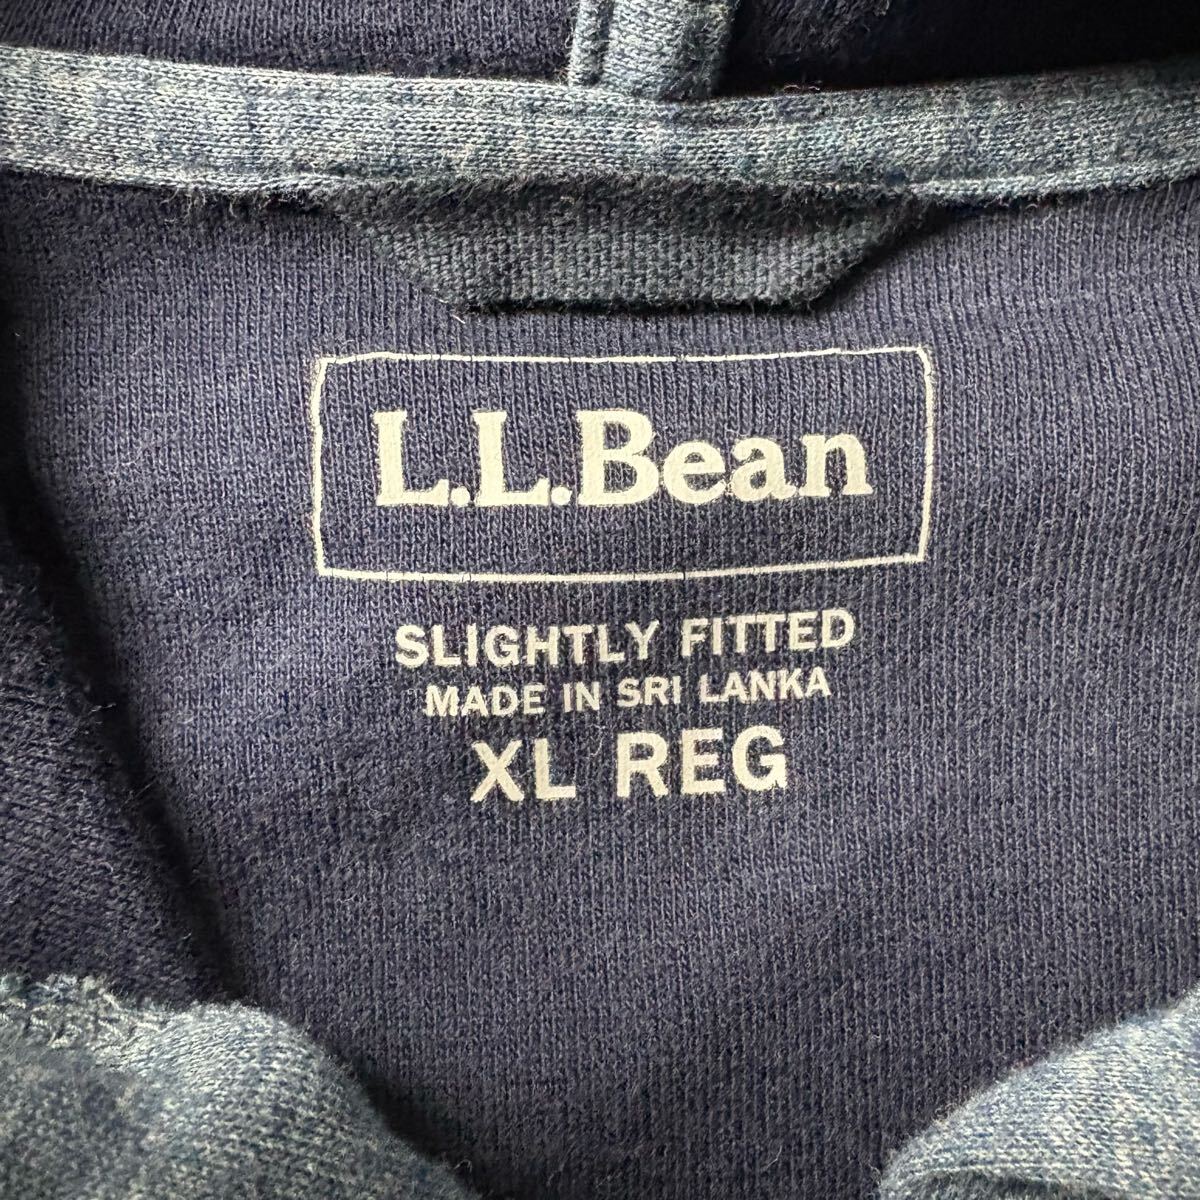 L.L.Bean
SLIGHTLY FITTED
MADE IN SRI LANKA
XL REG